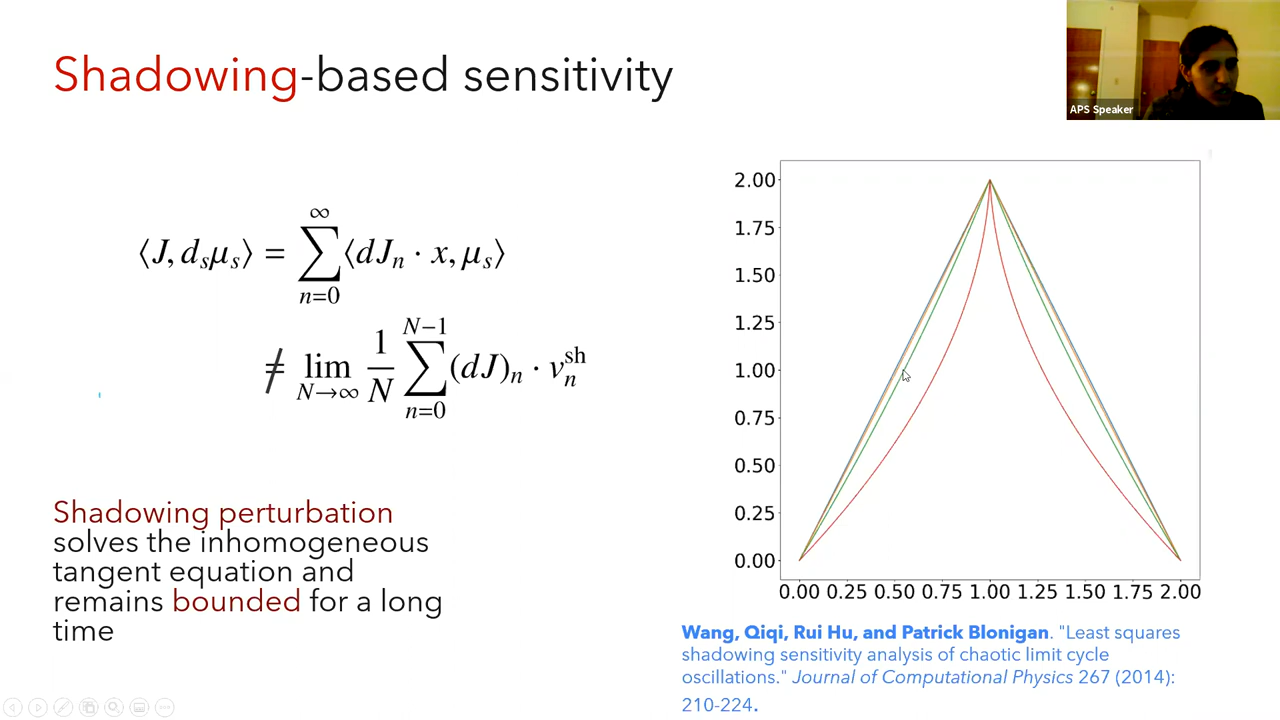 Shadowing-based sensitivity
APS Speaker
⟨J, d_sμ_s⟩ = ∑_{n=0}^{∞} ⟨dJ_n · x, μ_s⟩
≠ lim_{N→∞} 1/N ∑_{n=0}^{N−1} (dJ)_n · v_n^{sh}
Shadowing perturbation
solves the inhomogeneous
tangent equation and
remains bounded for a long
time
2.00
1.75
1.50
1.25
1.00
0.75
0.50
0.25
0.00
0.00 0.25 0.50 0.75 1.00 1.25 1.50 1.75 2.00
Wang, Qiqi, Rui Hu, and Patrick Blonigan. "Least squares
shadowing sensitivity analysis of chaotic limit cycle
oscillations." Journal of Computational Physics 267 (2014):
210-224.